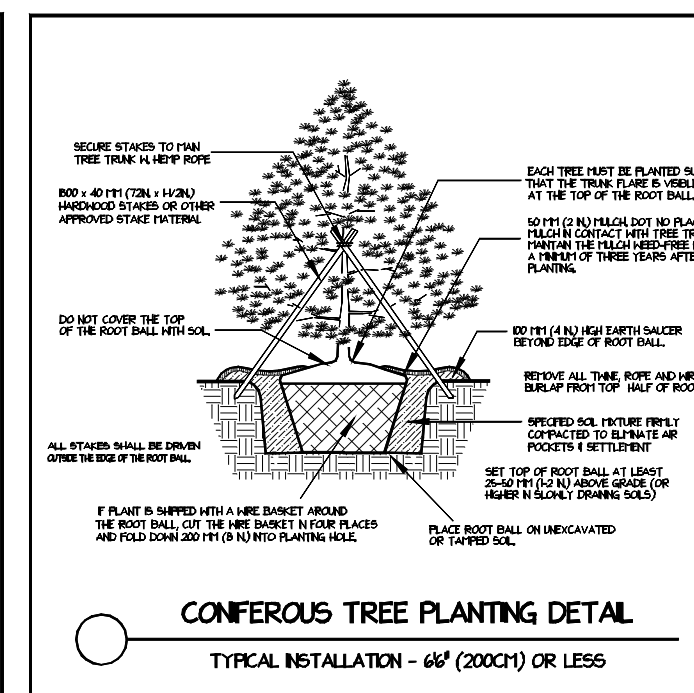 SECURE STAKES TO MAIN
TREE TRUNK W. HEMP ROPE
1800 x 40 MM (72IN. x 1-1/2IN.)
HARDWOOD STAKES OR OTHER
APPROVED STAKE MATERIAL
DO NOT COVER THE TOP
OF THE ROOT BALL WITH SOIL.
ALL STAKES SHALL BE DRIVEN
OUTSIDE THE EDGE OF THE ROOT BALL.
IF PLANT IS SHIPPED WITH A WIRE BASKET AROUND
THE ROOT BALL, CUT THE WIRE BASKET IN FOUR PLACES
AND FOLD DOWN 200 MM (8 IN.) INTO PLANTING HOLE.
EACH TREE MUST BE PLANTED SU
THAT THE TRUNK FLARE IS VISIBLE
AT THE TOP OF THE ROOT BALL.
50 MM (2 IN.) MULCH. DOT NO PLA
MULCH IN CONTACT WITH TREE TR
MAINTAIN THE MULCH WEED-FREE
A MINIMUM OF THREE YEARS AFTE
PLANTING.
100 MM (4 IN.) HIGH EARTH SAUCER
BEYOND EDGE OF ROOT BALL.
REMOVE ALL TWINE, ROPE AND WIR
BURLAP FROM TOP HALF OF ROO
SPECIFIED SOIL MIXTURE FIRMLY
COMPACTED TO ELIMINATE AIR
POCKETS & SETTLEMENT
SET TOP OF ROOT BALL AT LEAST
25-50 MM (1-2 IN.) ABOVE GRADE (OR
HIGHER IN SLOWLY DRAINING SOILS)
PLACE ROOT BALL ON UNEXCAVATED
OR TAMPED SOIL.
CONIFEROUS TREE PLANTING DETAIL
TYPICAL INSTALLATION - 6'6" (200CM) OR LESS